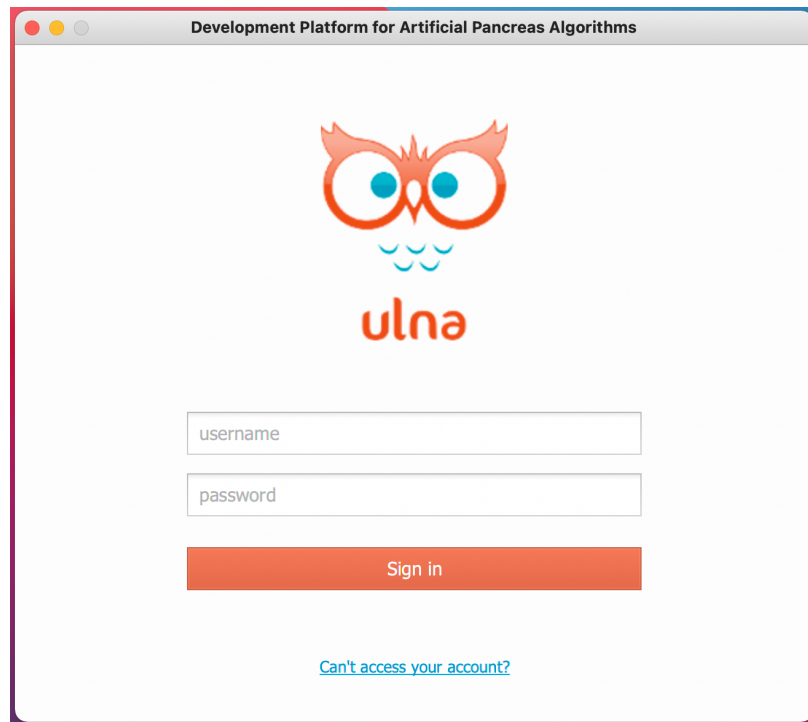 Development Platform for Artificial Pancreas Algorithms
ulna
username
password
Sign in
Can't access your account?